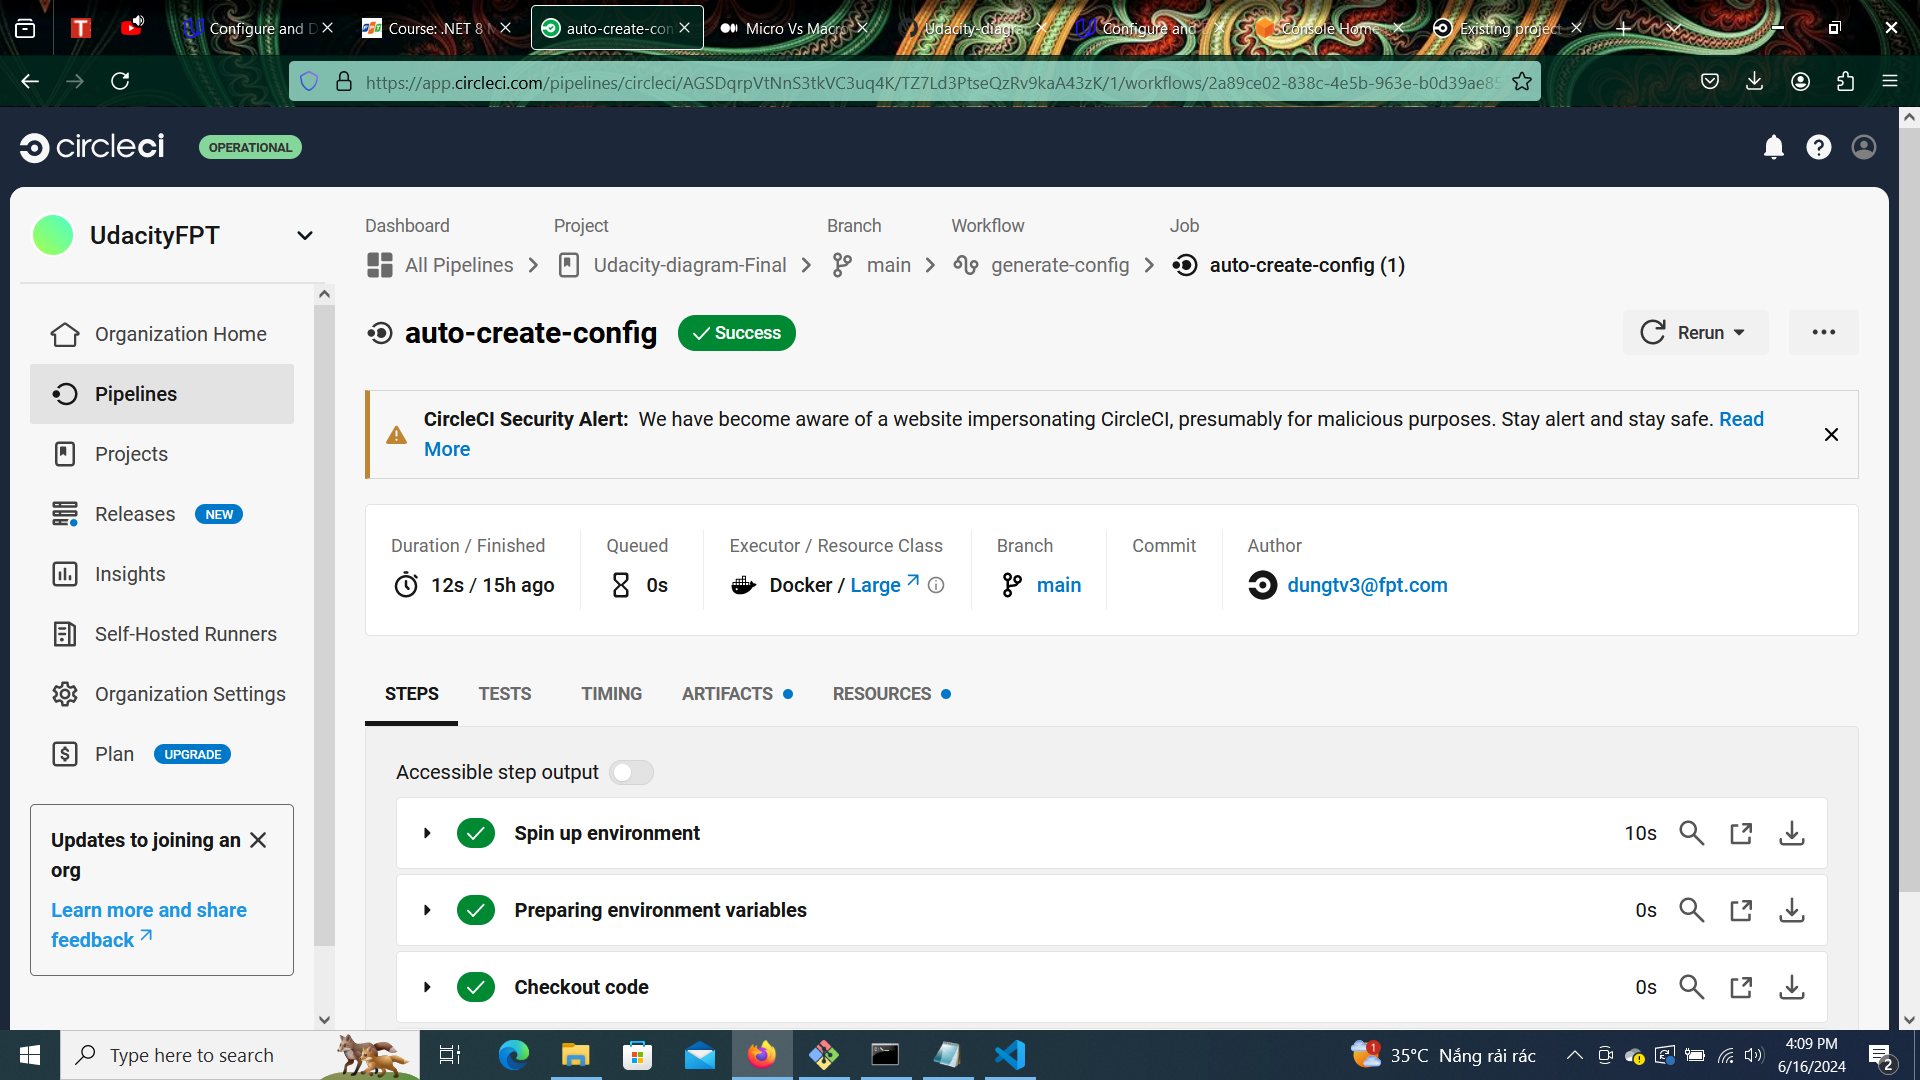 Configure and D
Course: .NET 8
auto-create-con
Micro Vs Macro
Udacity-diagra
Configure and
Console Home
Existing project
https://app.circleci.com/pipelines/circleci/AGSDqrpVtNnS3tkVC3uq4K/TZ7Ld3PtseQzRv9kaA43zK/1/workflows/2a89ce02-838c-4e5b-963e-b0d39ae85
circleci
OPERATIONAL
UdacityFPT
Organization Home
Pipelines
Projects
Releases NEW
Insights
Self-Hosted Runners
Organization Settings
Plan UPGRADE
Updates to joining an
org
Learn more and share
feedback
Dashboard Project Branch Workflow Job
All Pipelines Udacity-diagram-Final main generate-config auto-create-config (1)
auto-create-config Success
Rerun
CircleCI Security Alert: We have become aware of a website impersonating CircleCI, presumably for malicious purposes. Stay alert and stay safe. Read
More
Duration / Finished Queued Executor / Resource Class Branch Commit Author
12s / 15h ago 0s Docker / Large main dungtv3@fpt.com
STEPS TESTS TIMING ARTIFACTS RESOURCES
Accessible step output
Spin up environment 10s
Preparing environment variables 0s
Checkout code 0s
Type here to search
1
35°C Nắng rải rác
4:09 PM
6/16/2024
2